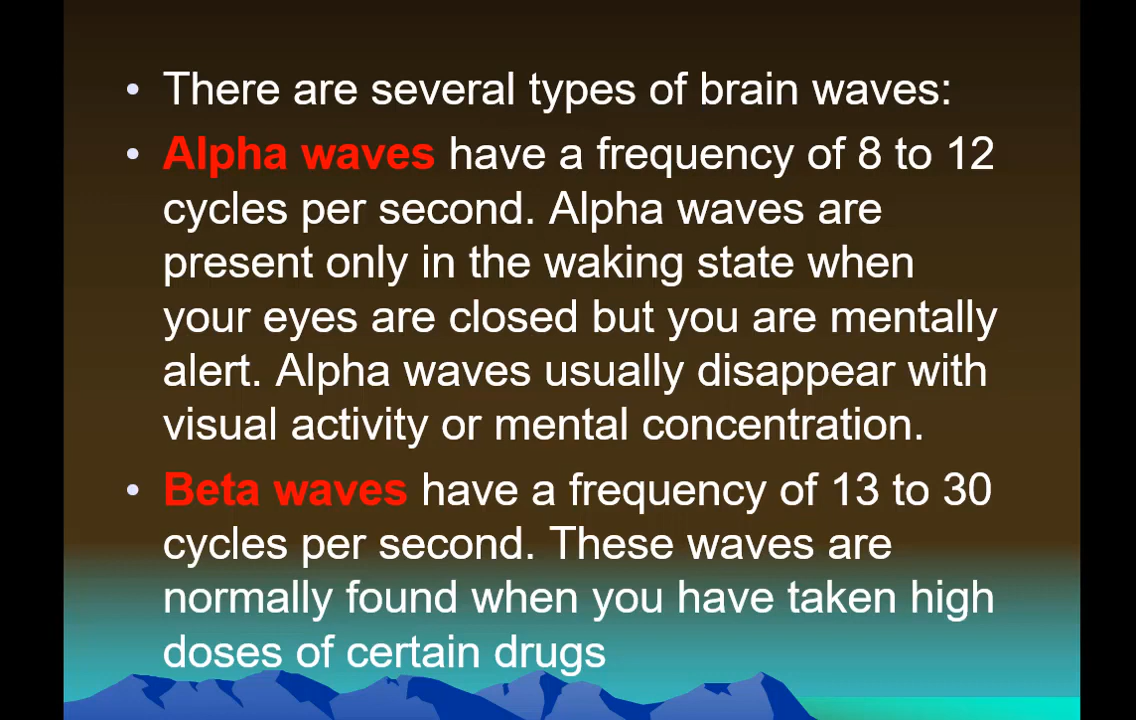 • There are several types of brain waves:
• Alpha waves have a frequency of 8 to 12
cycles per second. Alpha waves are
present only in the waking state when
your eyes are closed but you are mentally
alert. Alpha waves usually disappear with
visual activity or mental concentration.
• Beta waves have a frequency of 13 to 30
cycles per second. These waves are
normally found when you have taken high
doses of certain drugs